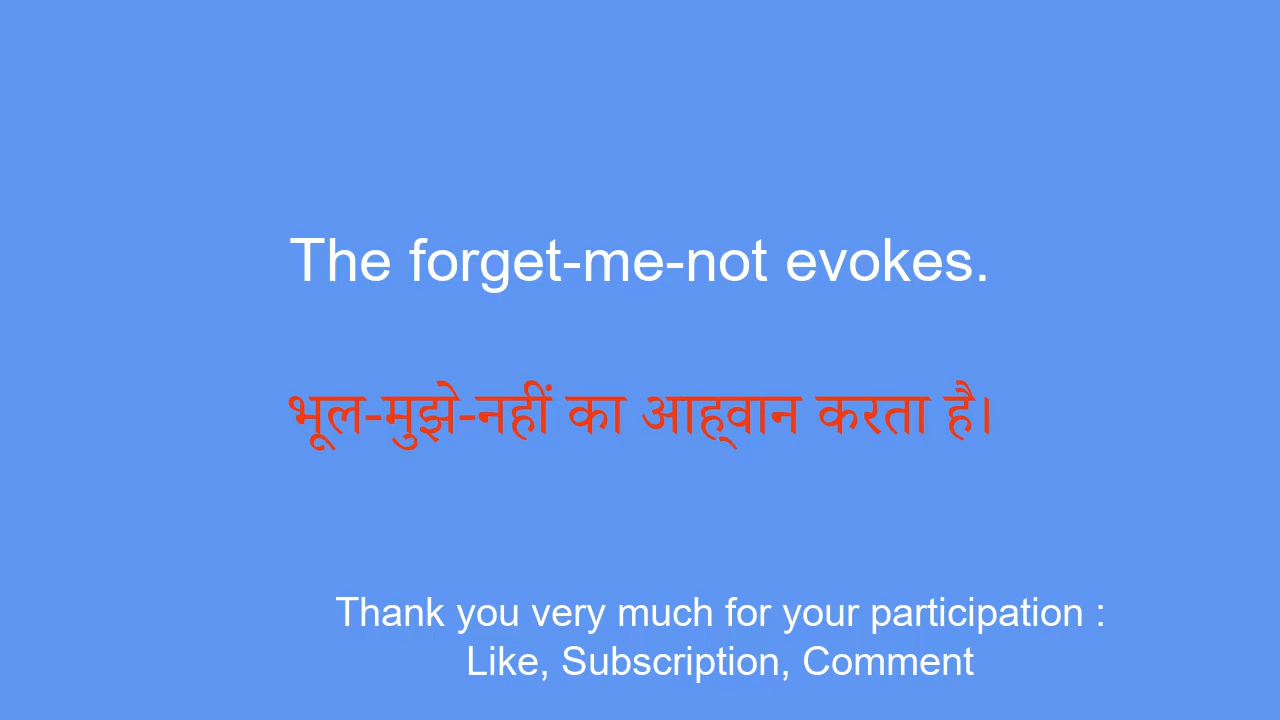 The forget-me-not evokes.
भूल-मुझे-नहीं का आह्वान करता है।
Thank you very much for your participation :
Like, Subscription, Comment